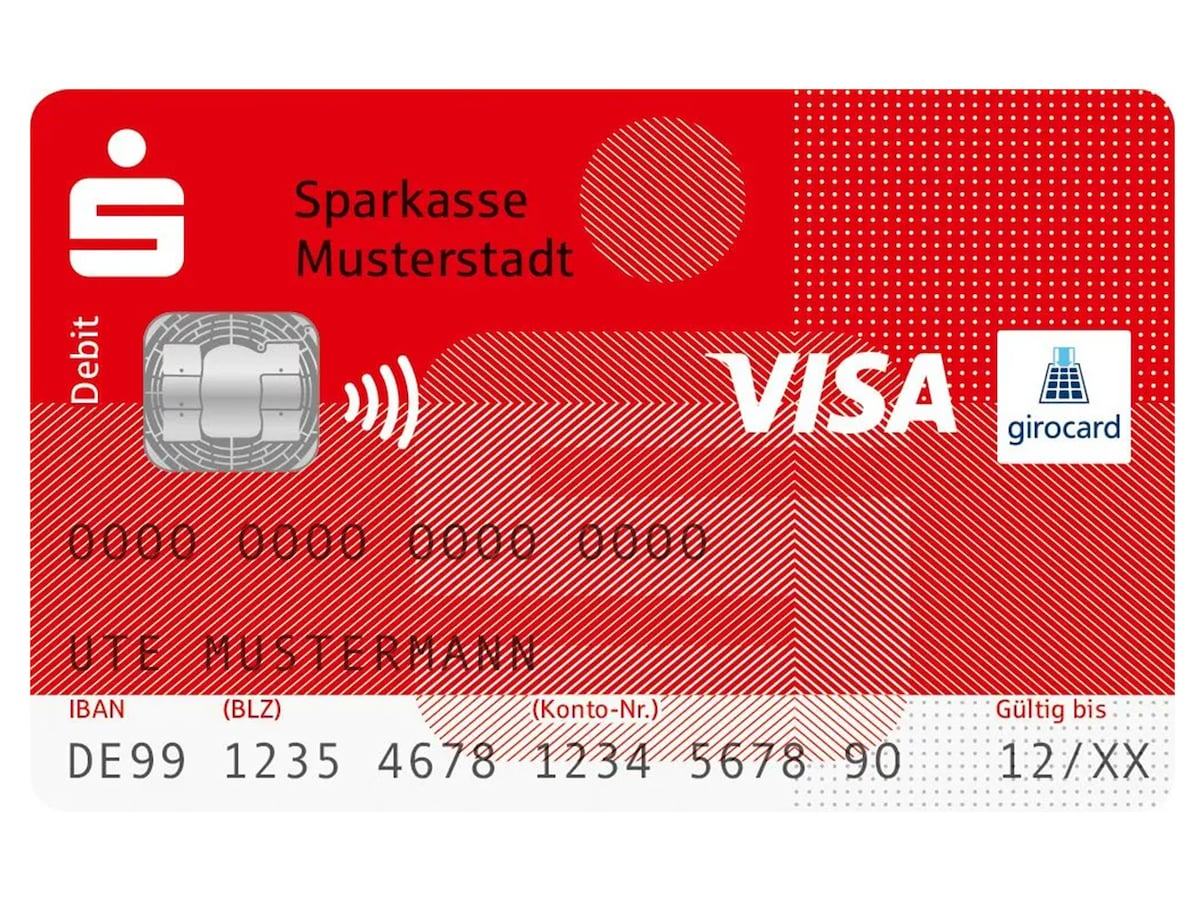 Sparkasse
Musterstadt
Debit
VISA
girocard
0000 0000 0000 0000
UTE MUSTERMANN
IBAN (BLZ) (Konto-Nr.) Gültig bis
DE99 1235 4678 1234 5678 90 12/XX